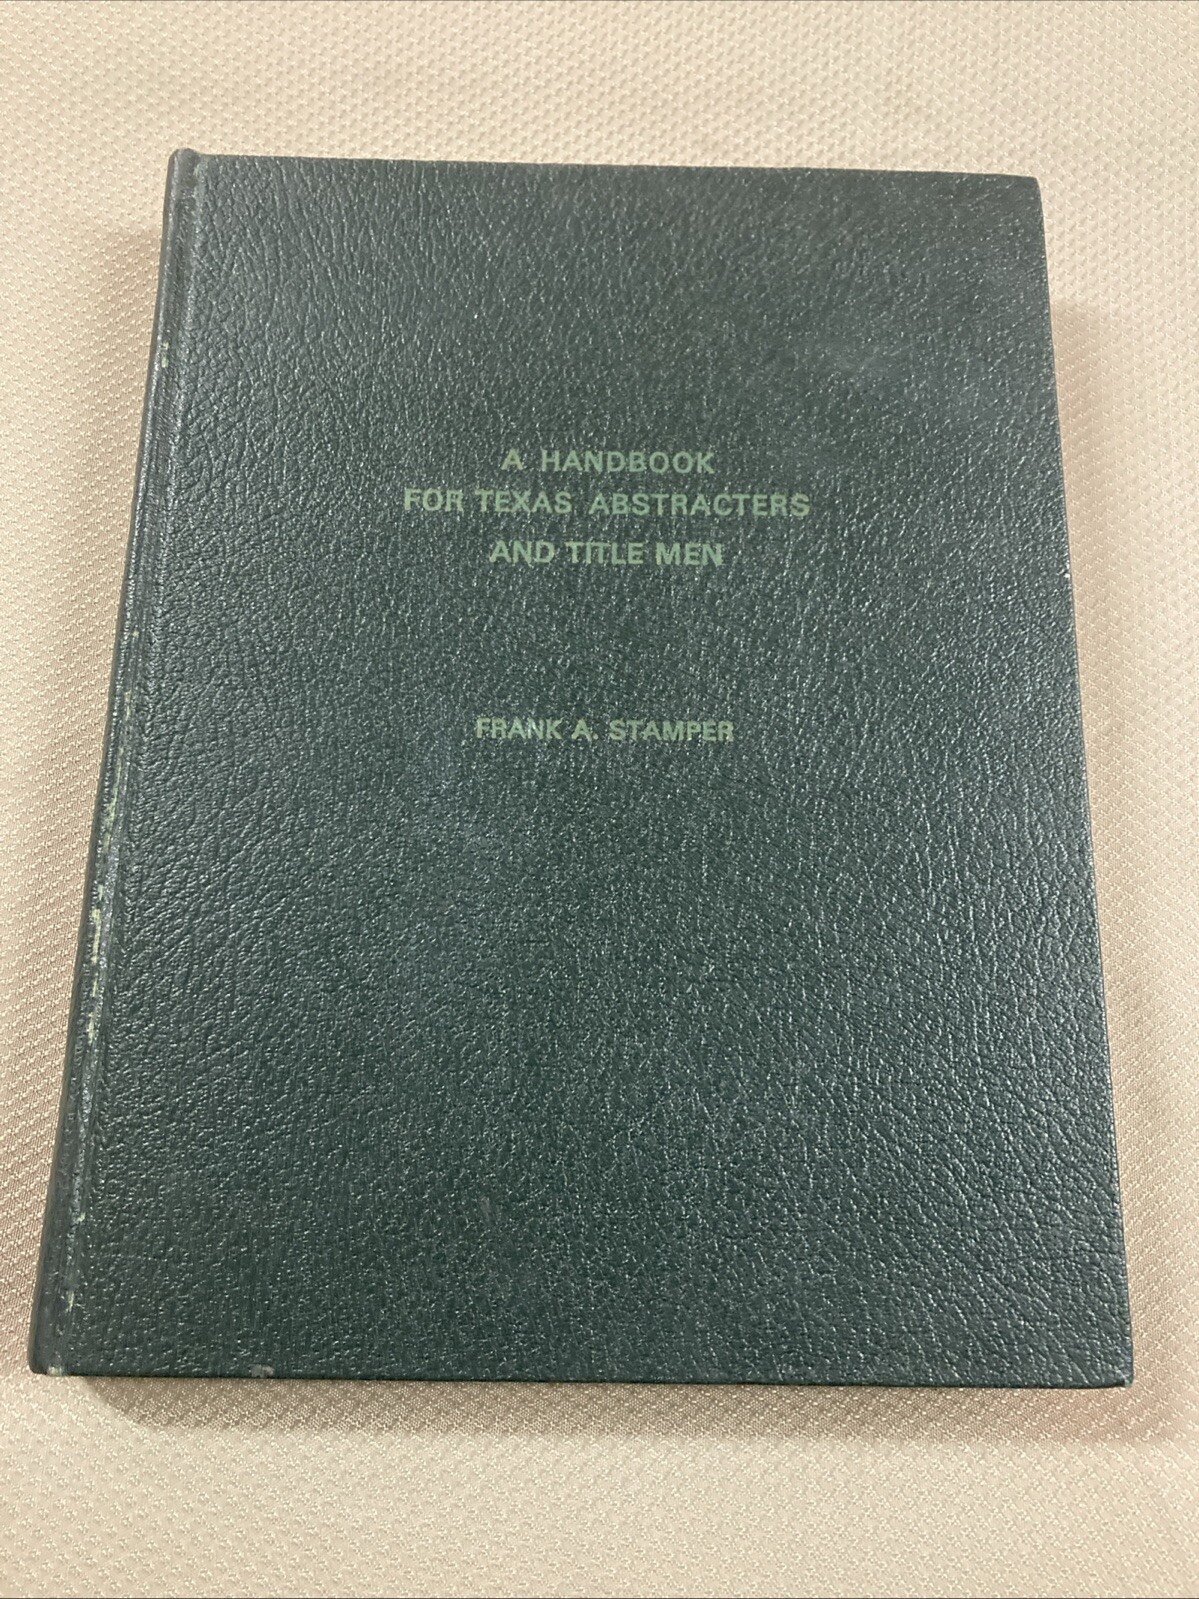 A HANDBOOK
FOR TEXAS ABSTRACTERS
AND TITLE MEN
FRANK A. STAMPER